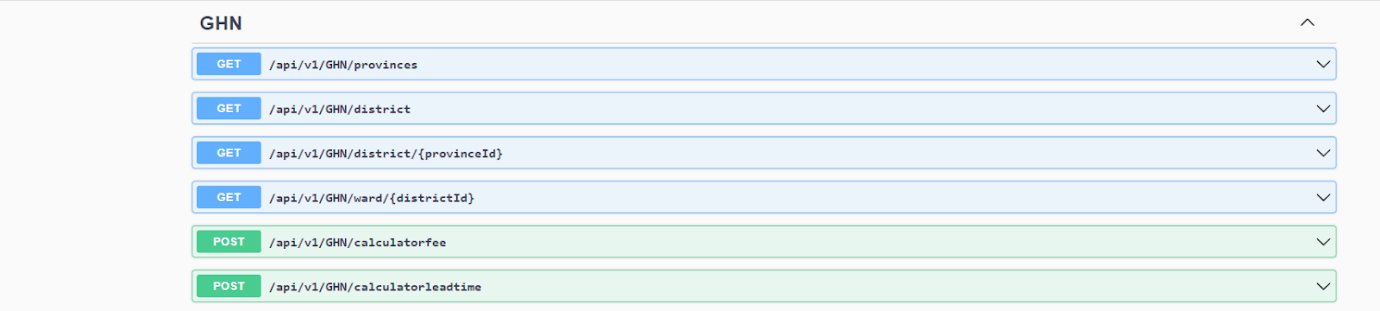 GHN
GET /api/v1/GHN/provinces
GET /api/v1/GHN/district
GET /api/v1/GHN/district/{provinceId}
GET /api/v1/GHN/ward/{districtId}
POST /api/v1/GHN/calculatorfee
POST /api/v1/GHN/calculatorleadtime